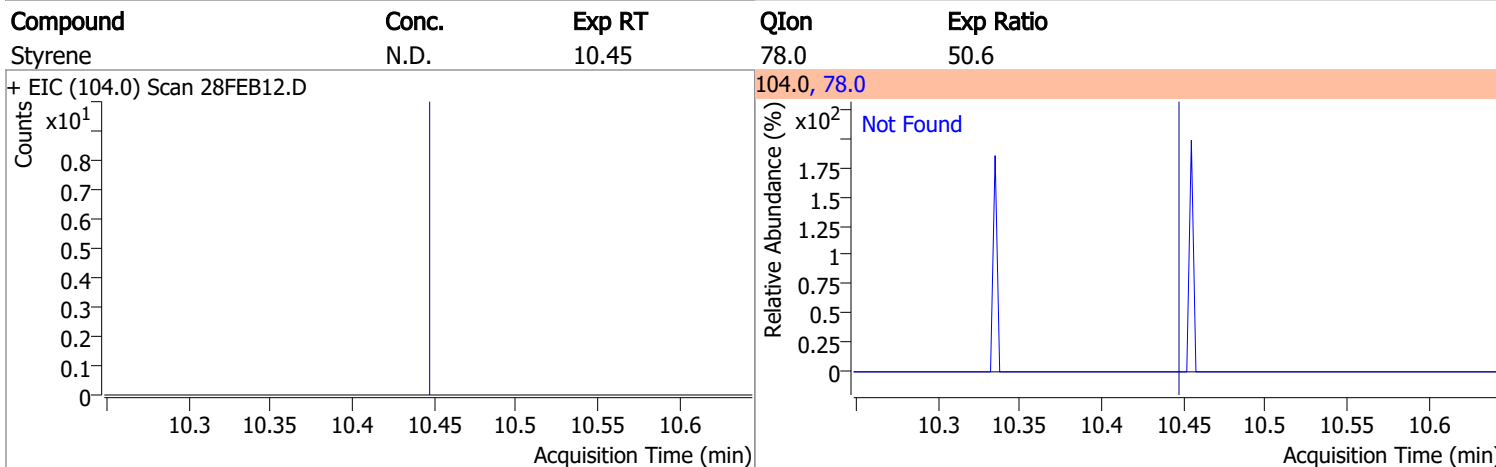 Compound Conc. Exp RT QIon Exp Ratio
Styrene N.D. 10.45 78.0 50.6
+ EIC (104.0) Scan 28FEB12.D
Counts
x10¹
0.8
0.7
0.6
0.5
0.4
0.3
0.2
0.1
0
10.3 10.35 10.4 10.45 10.5 10.55 10.6
Acquisition Time (min)
104.0, 78.0
Relative Abundance (%)
x10²
Not Found
1.75
1.5
1.25
1
0.75
0.5
0.25
0
10.3 10.35 10.4 10.45 10.5 10.55 10.6
Acquisition Time (min)